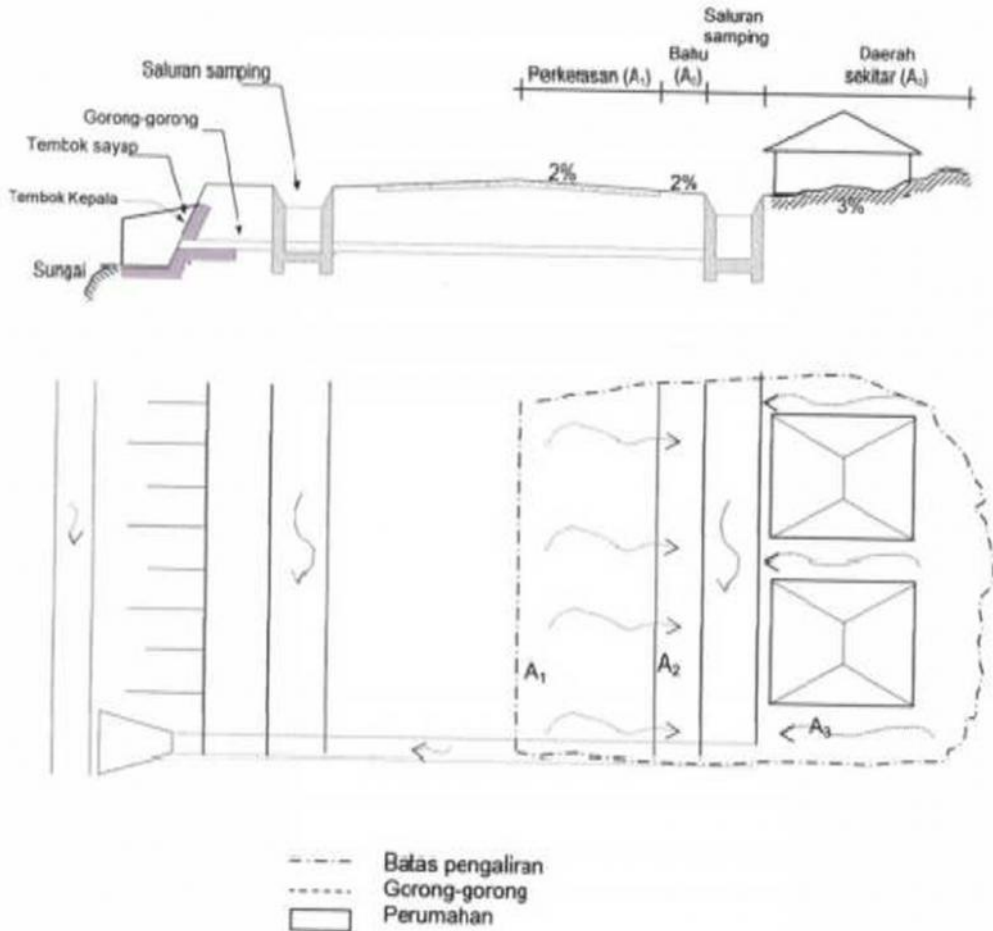 Saluran
samping
Bahu
(A₂)
Daerah
sekitar (A₃)
Perkerasan (A₁)
Saluran samping
Gorong-gorong
Tembok sayap
Tembok Kepala
Sungai
2%
2%
3%
A₁
A₂
A₃
Batas pengaliran
Gorong-gorong
Perumahan